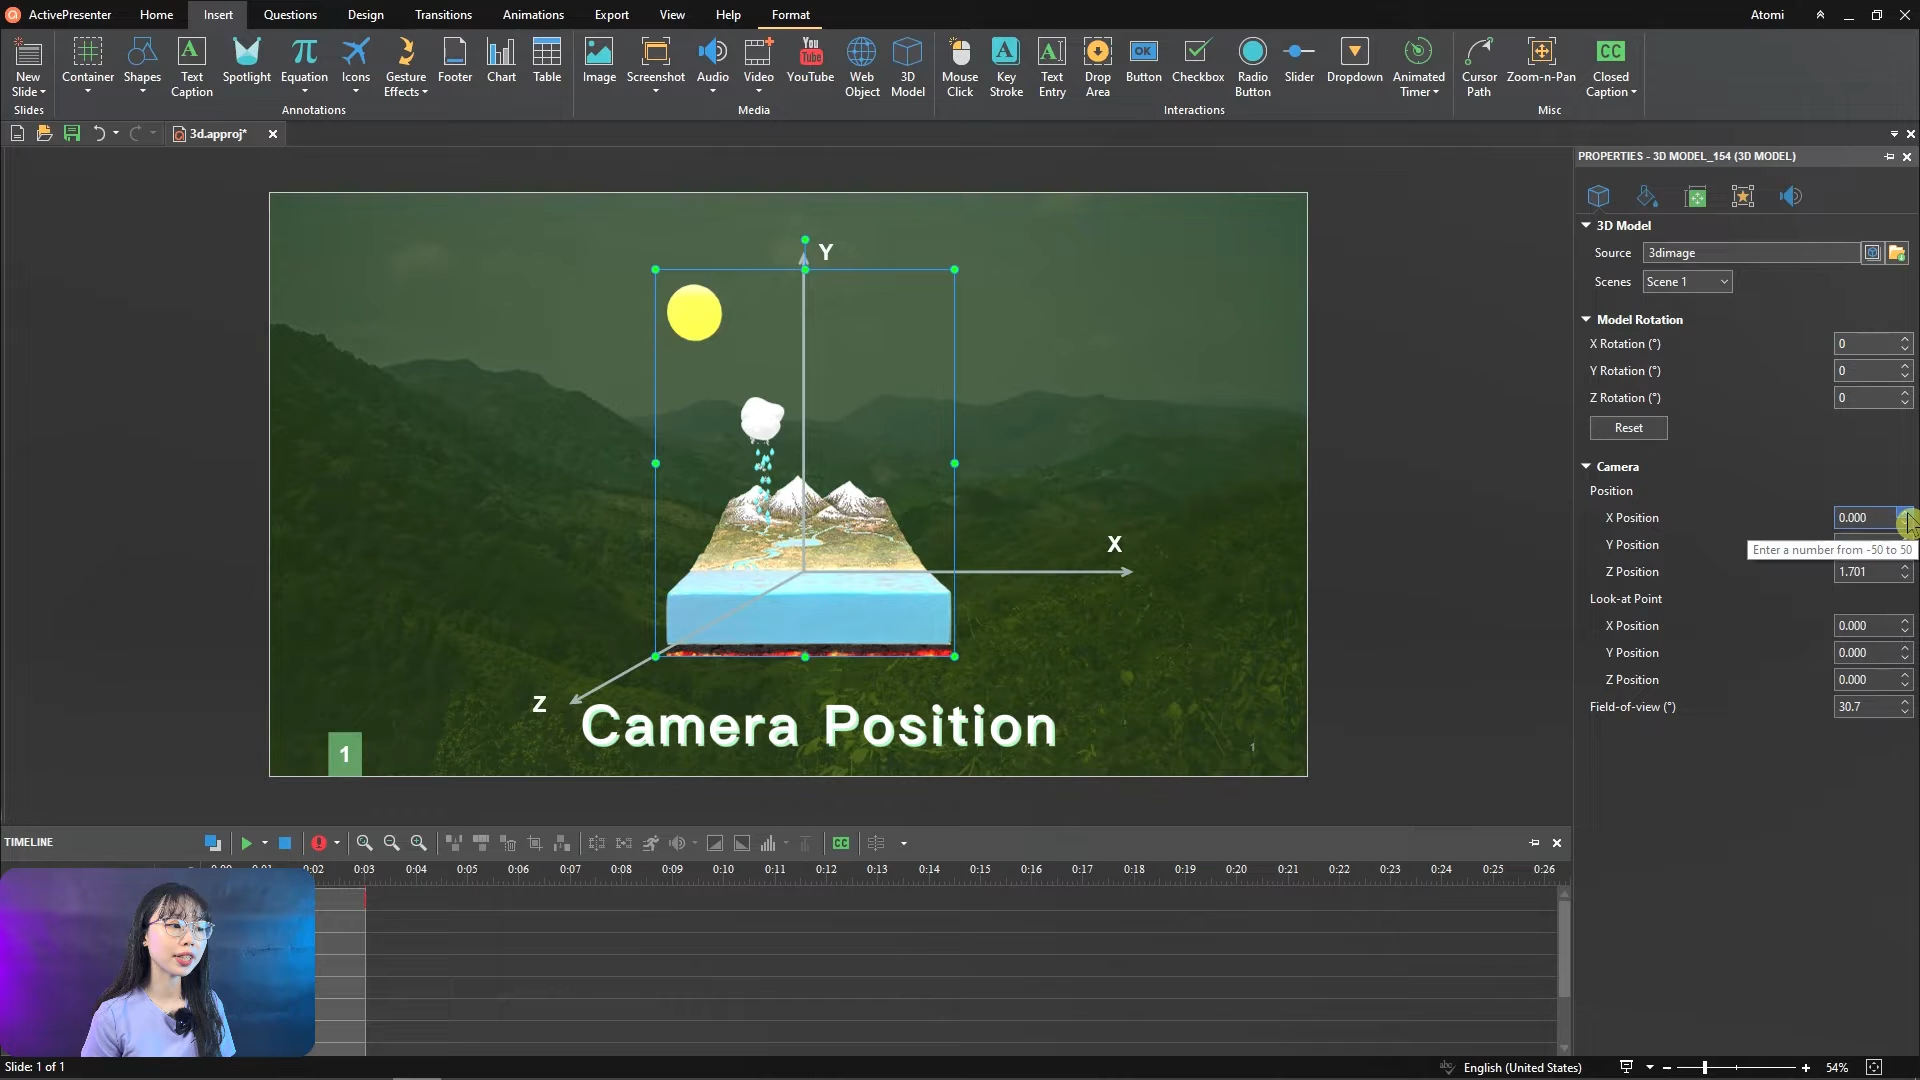 ActivePresenter Home Insert Questions Design Transitions Animations Export View Help Format Atomi
New Slide Container Shapes Text Caption Spotlight Equation Icons Gesture Effects Footer Chart Table Image Screenshot Audio Video YouTube Web Object 3D Model Mouse Click Key Stroke Text Entry Drop Area Button Checkbox Radio Button Slider Dropdown Animated Timer Cursor Path Zoom-n-Pan Closed Caption
Slides Annotations Media Interactions Misc
3d.approj*
PROPERTIES - 3D MODEL_154 (3D MODEL)
3D Model
Source 3dimage
Scenes Scene 1
Model Rotation
X Rotation (°) 0
Y Rotation (°) 0
Z Rotation (°) 0
Reset
Camera
Position
X Position 0.000
Y Position
Enter a number from -50 to 50
Z Position 1.701
Look-at Point
X Position 0.000
Y Position 0.000
Z Position 0.000
Field-of-view (°) 30.7
Y
X
Z
Camera Position
1
1
TIMELINE
CC
0:02 0:03 0:04 0:05 0:06 0:07 0:08 0:09 0:10 0:11 0:12 0:13 0:14 0:15 0:16 0:17 0:18 0:19 0:20 0:21 0:22 0:23 0:24 0:25 0:26
Slide: 1 of 1
English (United States) 54%